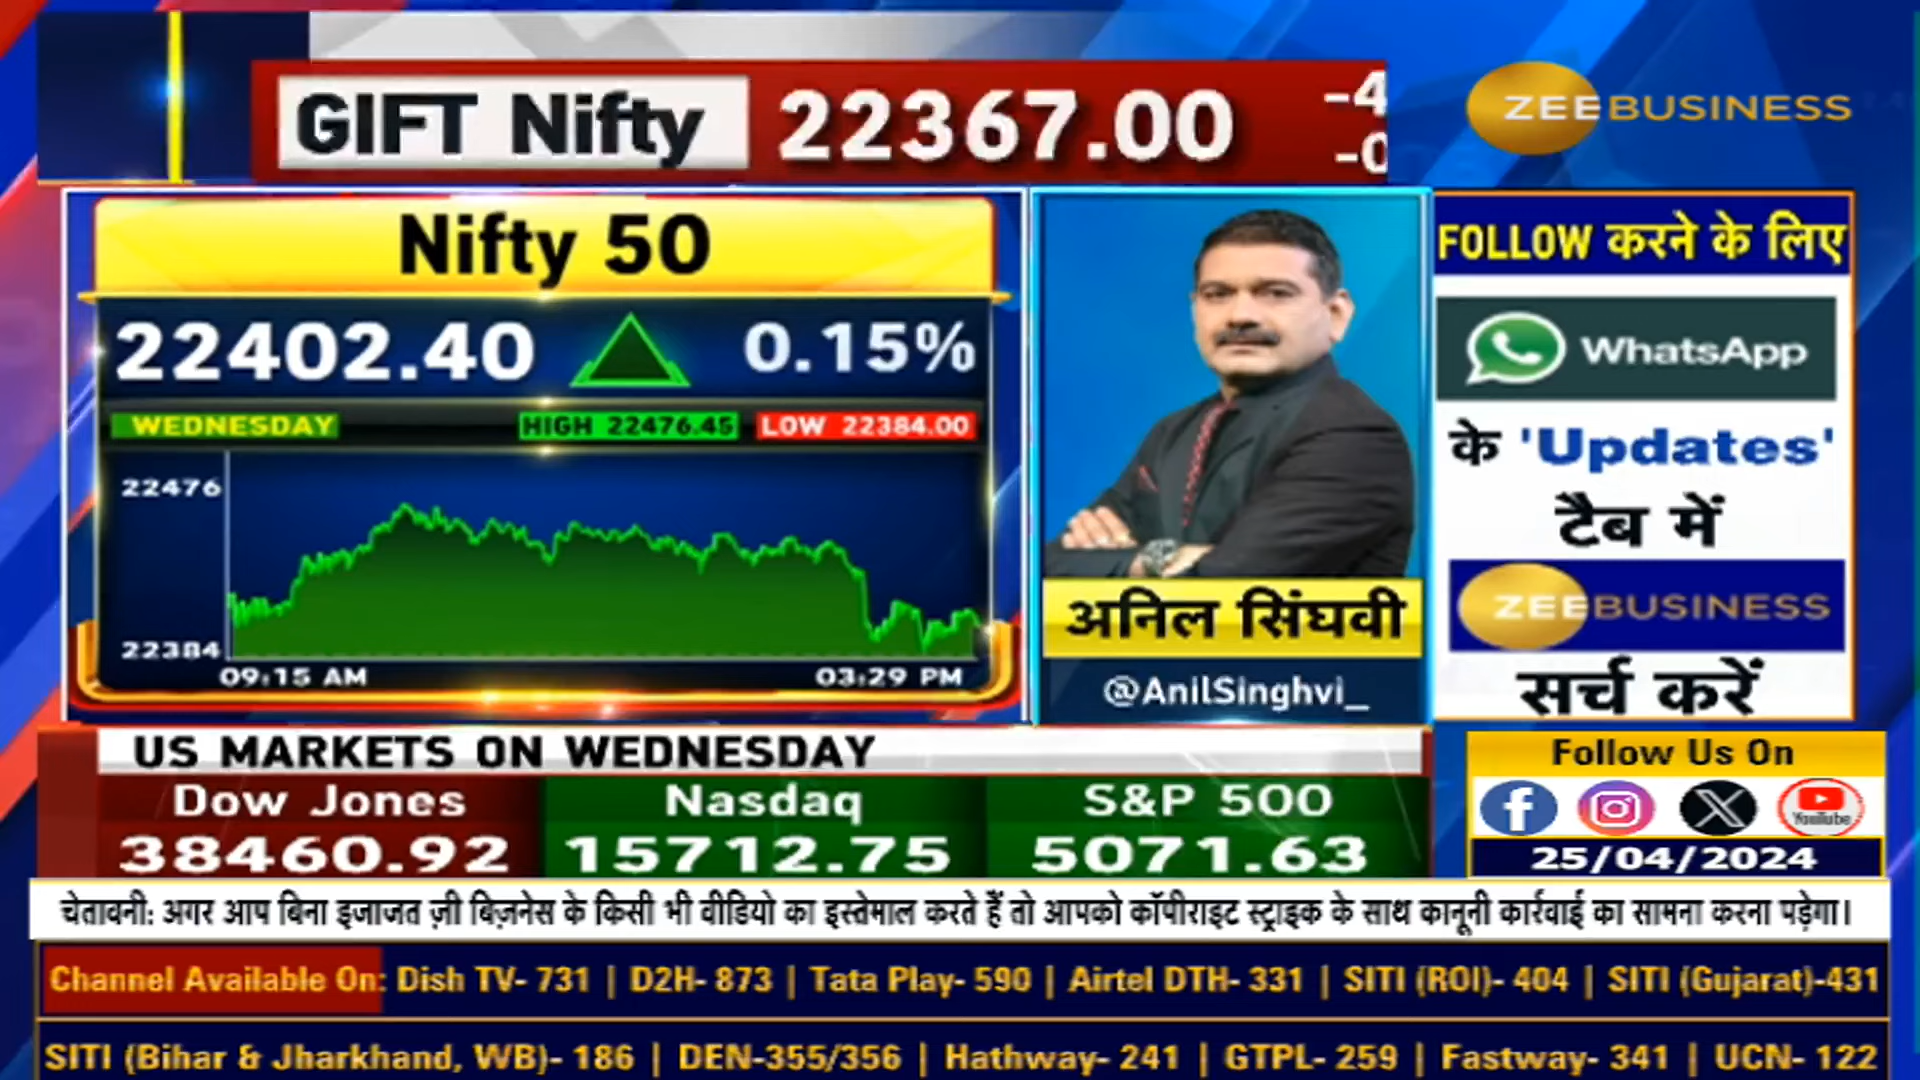 GIFT Nifty 22367.00 -4
-0
ZEEBUSINESS
Nifty 50
22402.40 0.15%
WEDNESDAY HIGH 22476.45 LOW 22384.00
22476
22384
09:15 AM 03:29 PM
अनिल सिंघवी
@AnilSinghvi_
FOLLOW करने के लिए
WhatsApp
के 'Updates'
टैब में
ZEEBUSINESS
सर्च करें
US MARKETS ON WEDNESDAY
Dow Jones Nasdaq S&P 500
38460.92 15712.75 5071.63
Follow Us On
YouTube
25/04/2024
चेतावनी: अगर आप बिना इजाजत ज़ी बिज़नेस के किसी भी वीडियो का इस्तेमाल करते हैं तो आपको कॉपीराइट स्ट्राइक के साथ कानूनी कार्रवाई का सामना करना पड़ेगा।
Channel Available On: Dish TV- 731 | D2H- 873 | Tata Play- 590 | Airtel DTH- 331 | SITI (ROI)- 404 | SITI (Gujarat)-431
SITI (Bihar & Jharkhand, WB)- 186 | DEN-355/356 | Hathway- 241 | GTPL- 259 | Fastway- 341 | UCN- 122